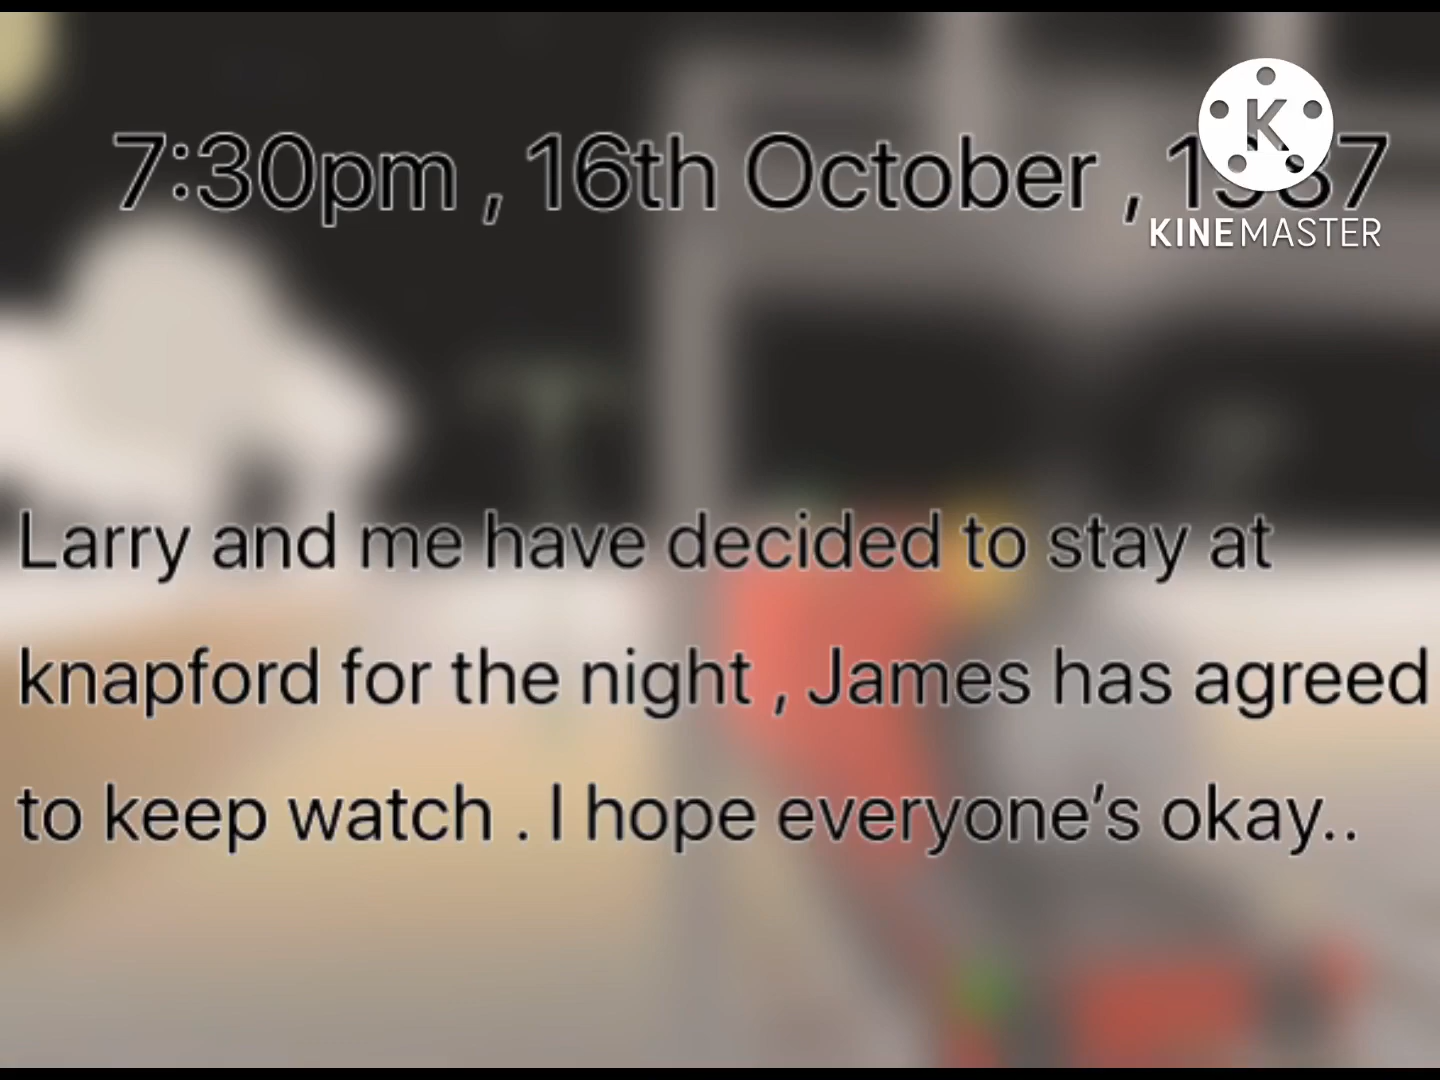 7:30pm , 16th October , 1987
KINEMASTER
Larry and me have decided to stay at
knapford for the night , James has agreed
to keep watch . I hope everyone's okay..